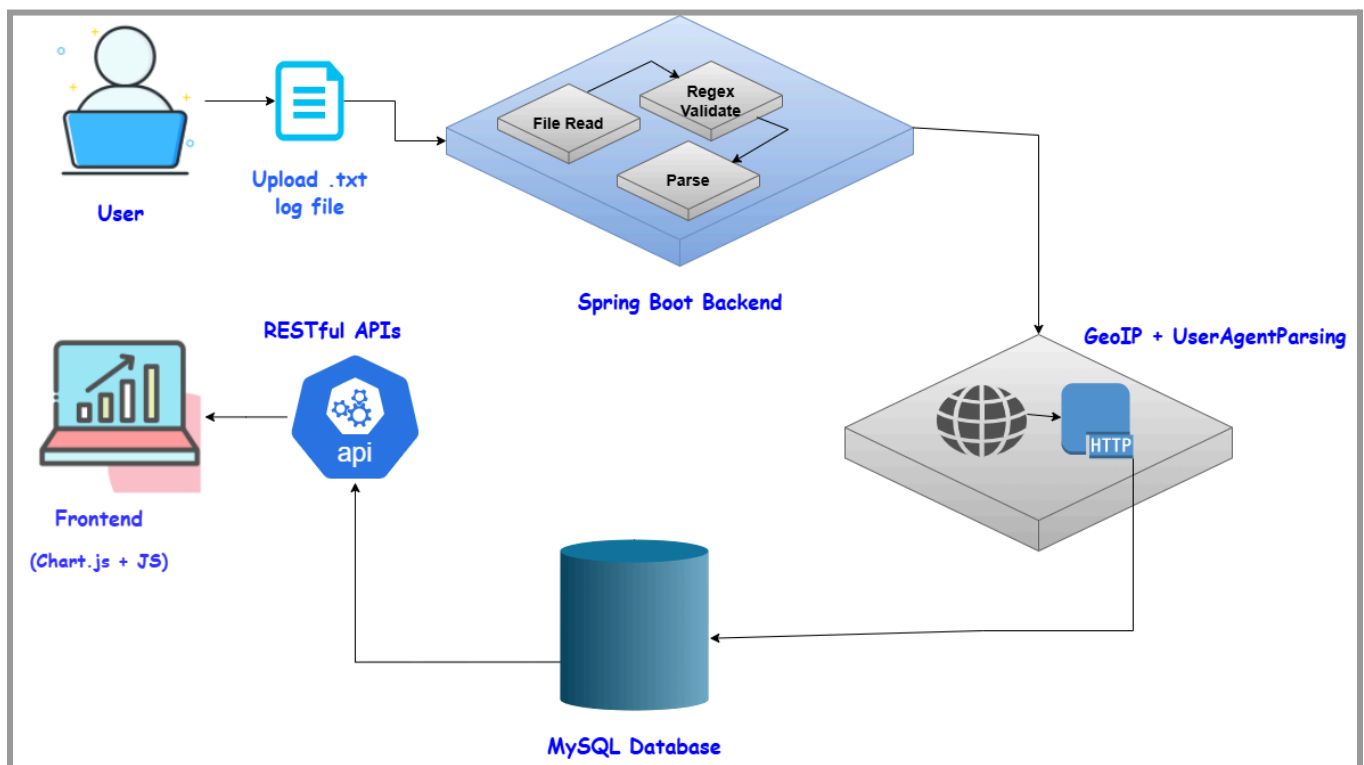 User
Upload .txt
log file
File Read
Regex
Validate
Parse
Spring Boot Backend
GeoIP + UserAgentParsing
HTTP
MySQL Database
RESTful APIs
api
Frontend
(Chart.js + JS)